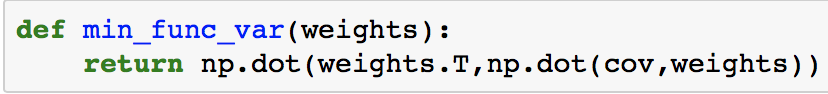 def min_func_var(weights):
    return np.dot(weights.T,np.dot(cov,weights))